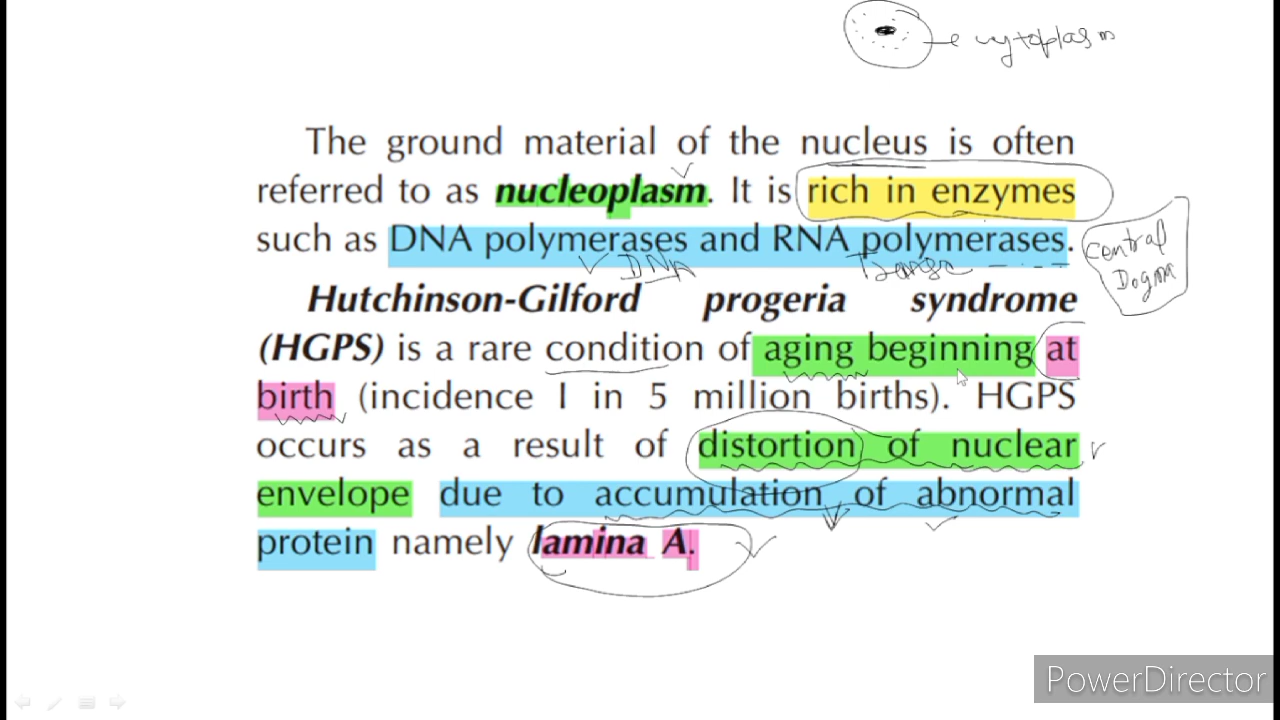 cytoplasm
The ground material of the nucleus is often
referred to as nucleoplasm. It is rich in enzymes
such as DNA polymerases and RNA polymerases.
Central
Dogma
DNA Transc
Hutchinson-Gilford progeria syndrome
(HGPS) is a rare condition of aging beginning at
birth (incidence I in 5 million births). HGPS
occurs as a result of distortion of nuclear
envelope due to accumulation of abnormal
protein namely lamina A.
PowerDirector